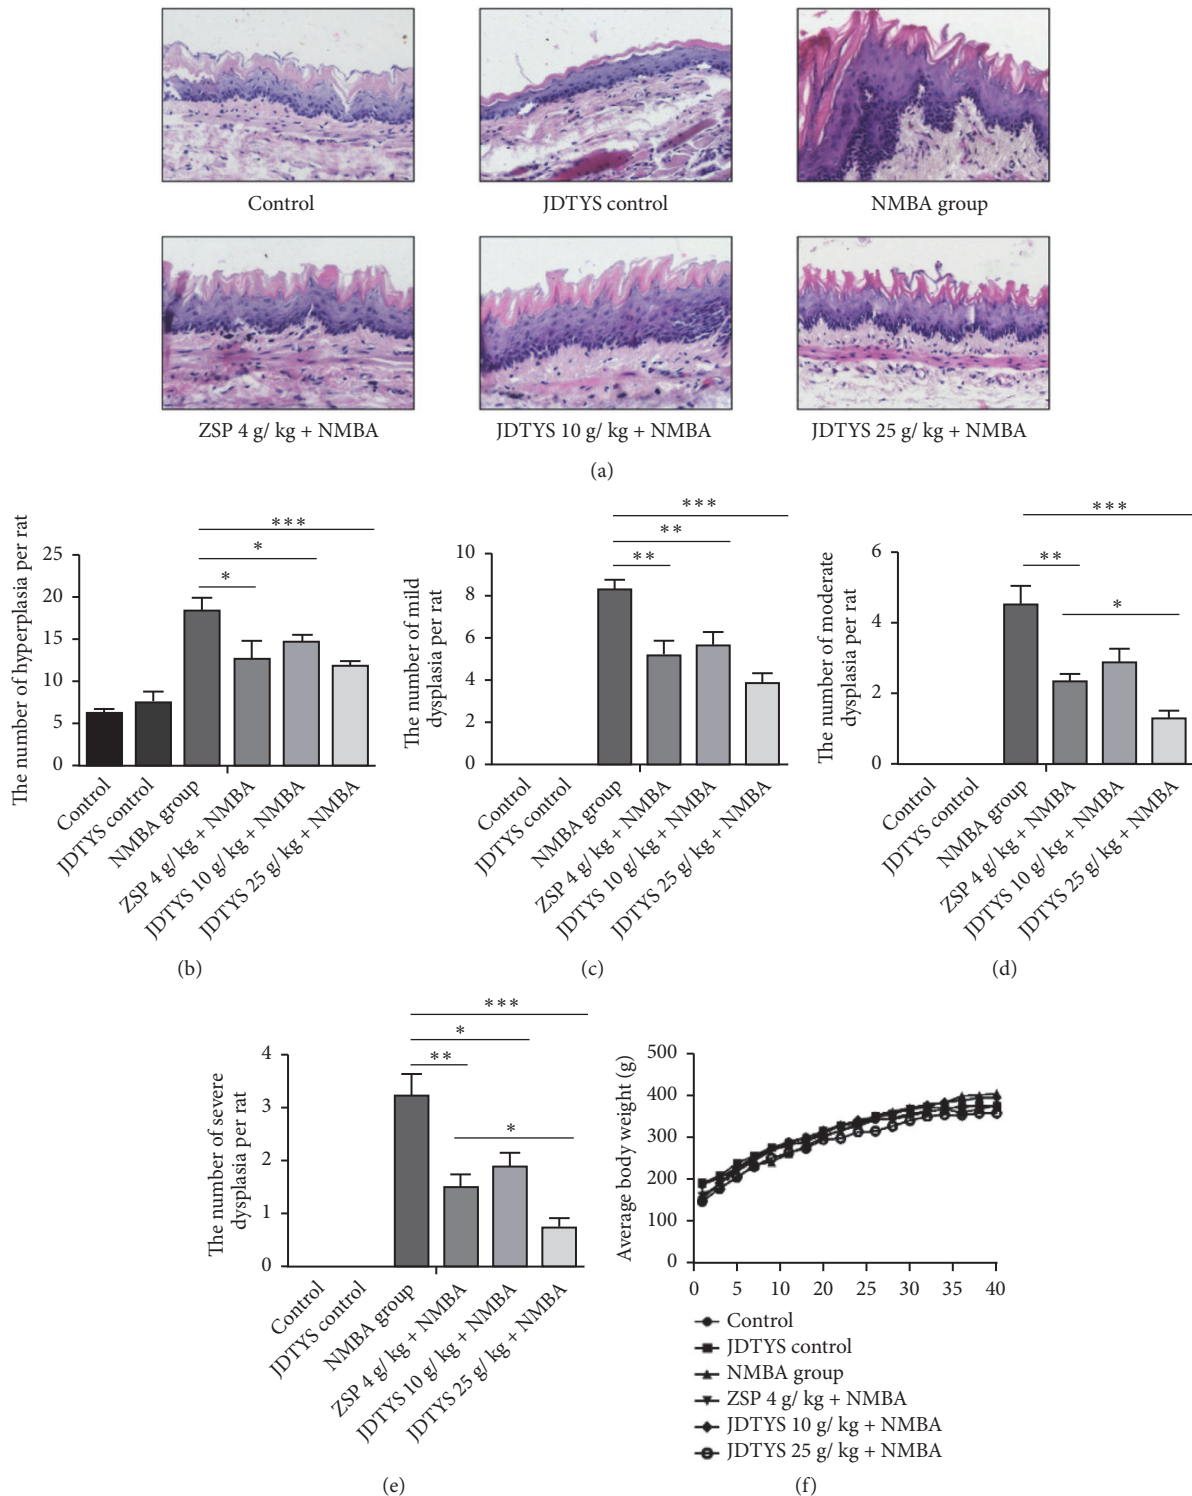 Control
JDTYS control
NMBA group
ZSP 4 g/ kg + NMBA
JDTYS 10 g/ kg + NMBA
JDTYS 25 g/ kg + NMBA
(a)
The number of hyperplasia per rat
25
20
15
10
5
0
***
*
*
Control
JDTYS control
NMBA group
ZSP 4 g/ kg + NMBA
JDTYS 10 g/ kg + NMBA
JDTYS 25 g/ kg + NMBA
(b)
The number of mild
dysplasia per rat
10
8
6
4
2
0
***
**
**
Control
JDTYS control
NMBA group
ZSP 4 g/ kg + NMBA
JDTYS 10 g/ kg + NMBA
JDTYS 25 g/ kg + NMBA
(c)
The number of moderate
dysplasia per rat
6
4
2
0
***
**
*
Control
JDTYS control
NMBA group
ZSP 4 g/ kg + NMBA
JDTYS 10 g/ kg + NMBA
JDTYS 25 g/ kg + NMBA
(d)
The number of severe
dysplasia per rat
4
3
2
1
0
***
*
**
*
Control
JDTYS control
NMBA group
ZSP 4 g/ kg + NMBA
JDTYS 10 g/ kg + NMBA
JDTYS 25 g/ kg + NMBA
(e)
Average body weight (g)
500
400
300
200
100
0
0 5 10 15 20 25 30 35 40
Control
JDTYS control
NMBA group
ZSP 4 g/ kg + NMBA
JDTYS 10 g/ kg + NMBA
JDTYS 25 g/ kg + NMBA
(f)